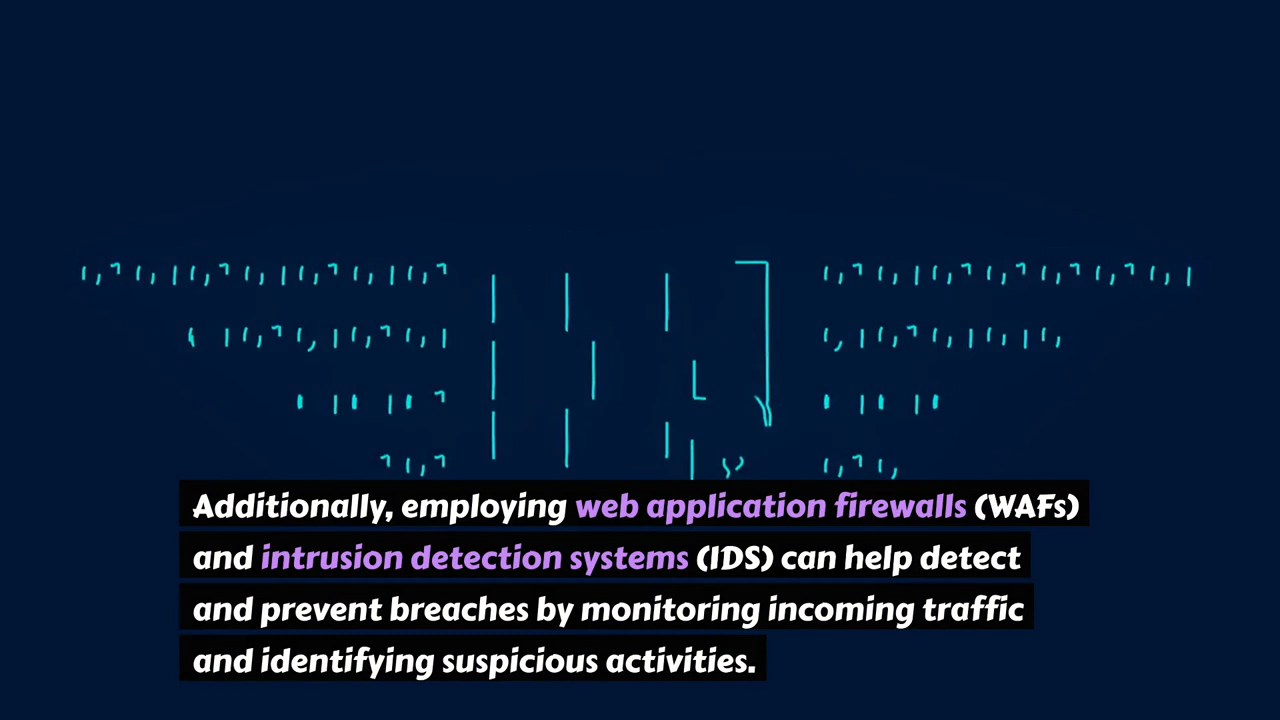 Additionally, employing web application firewalls (WAFs)
and intrusion detection systems (IDS) can help detect
and prevent breaches by monitoring incoming traffic
and identifying suspicious activities.